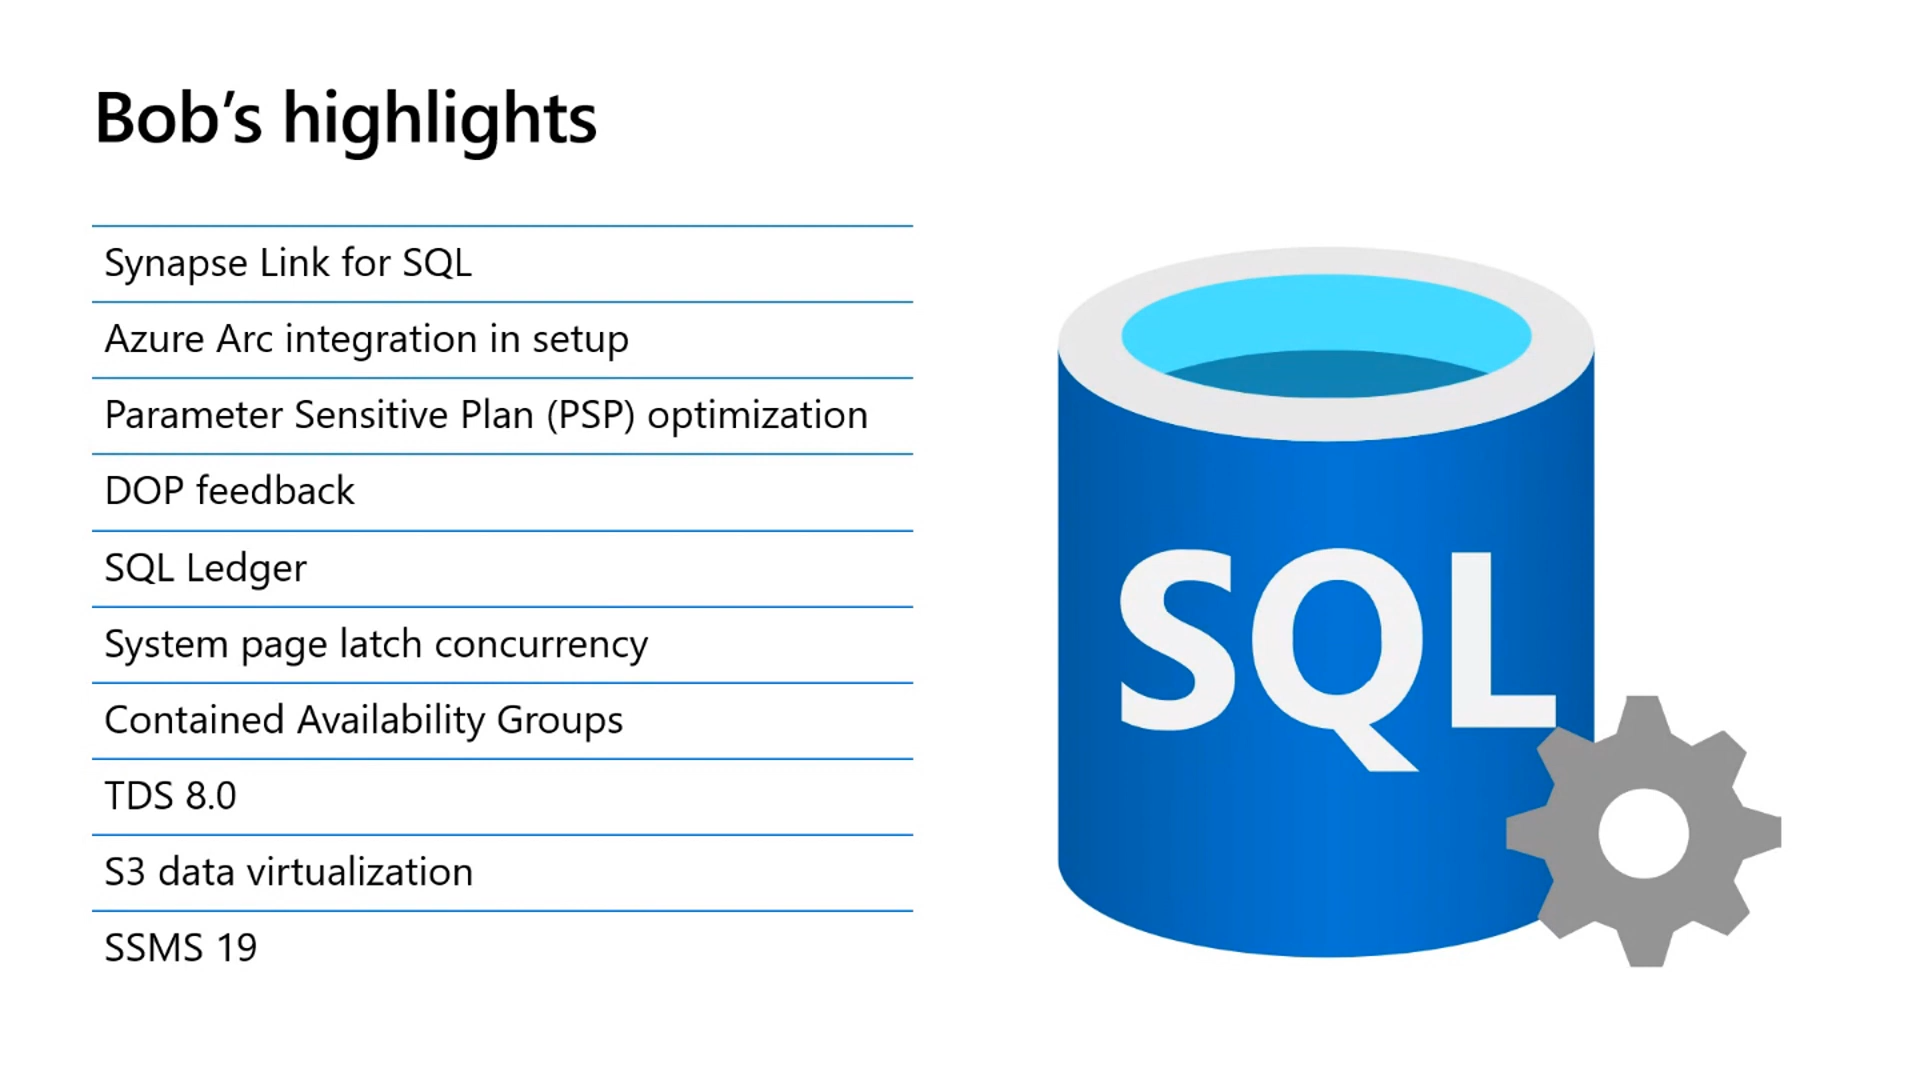 Bob’s highlights
Synapse Link for SQL
Azure Arc integration in setup
Parameter Sensitive Plan (PSP) optimization
DOP feedback
SQL Ledger
System page latch concurrency
Contained Availability Groups
TDS 8.0
S3 data virtualization
SSMS 19
SQL